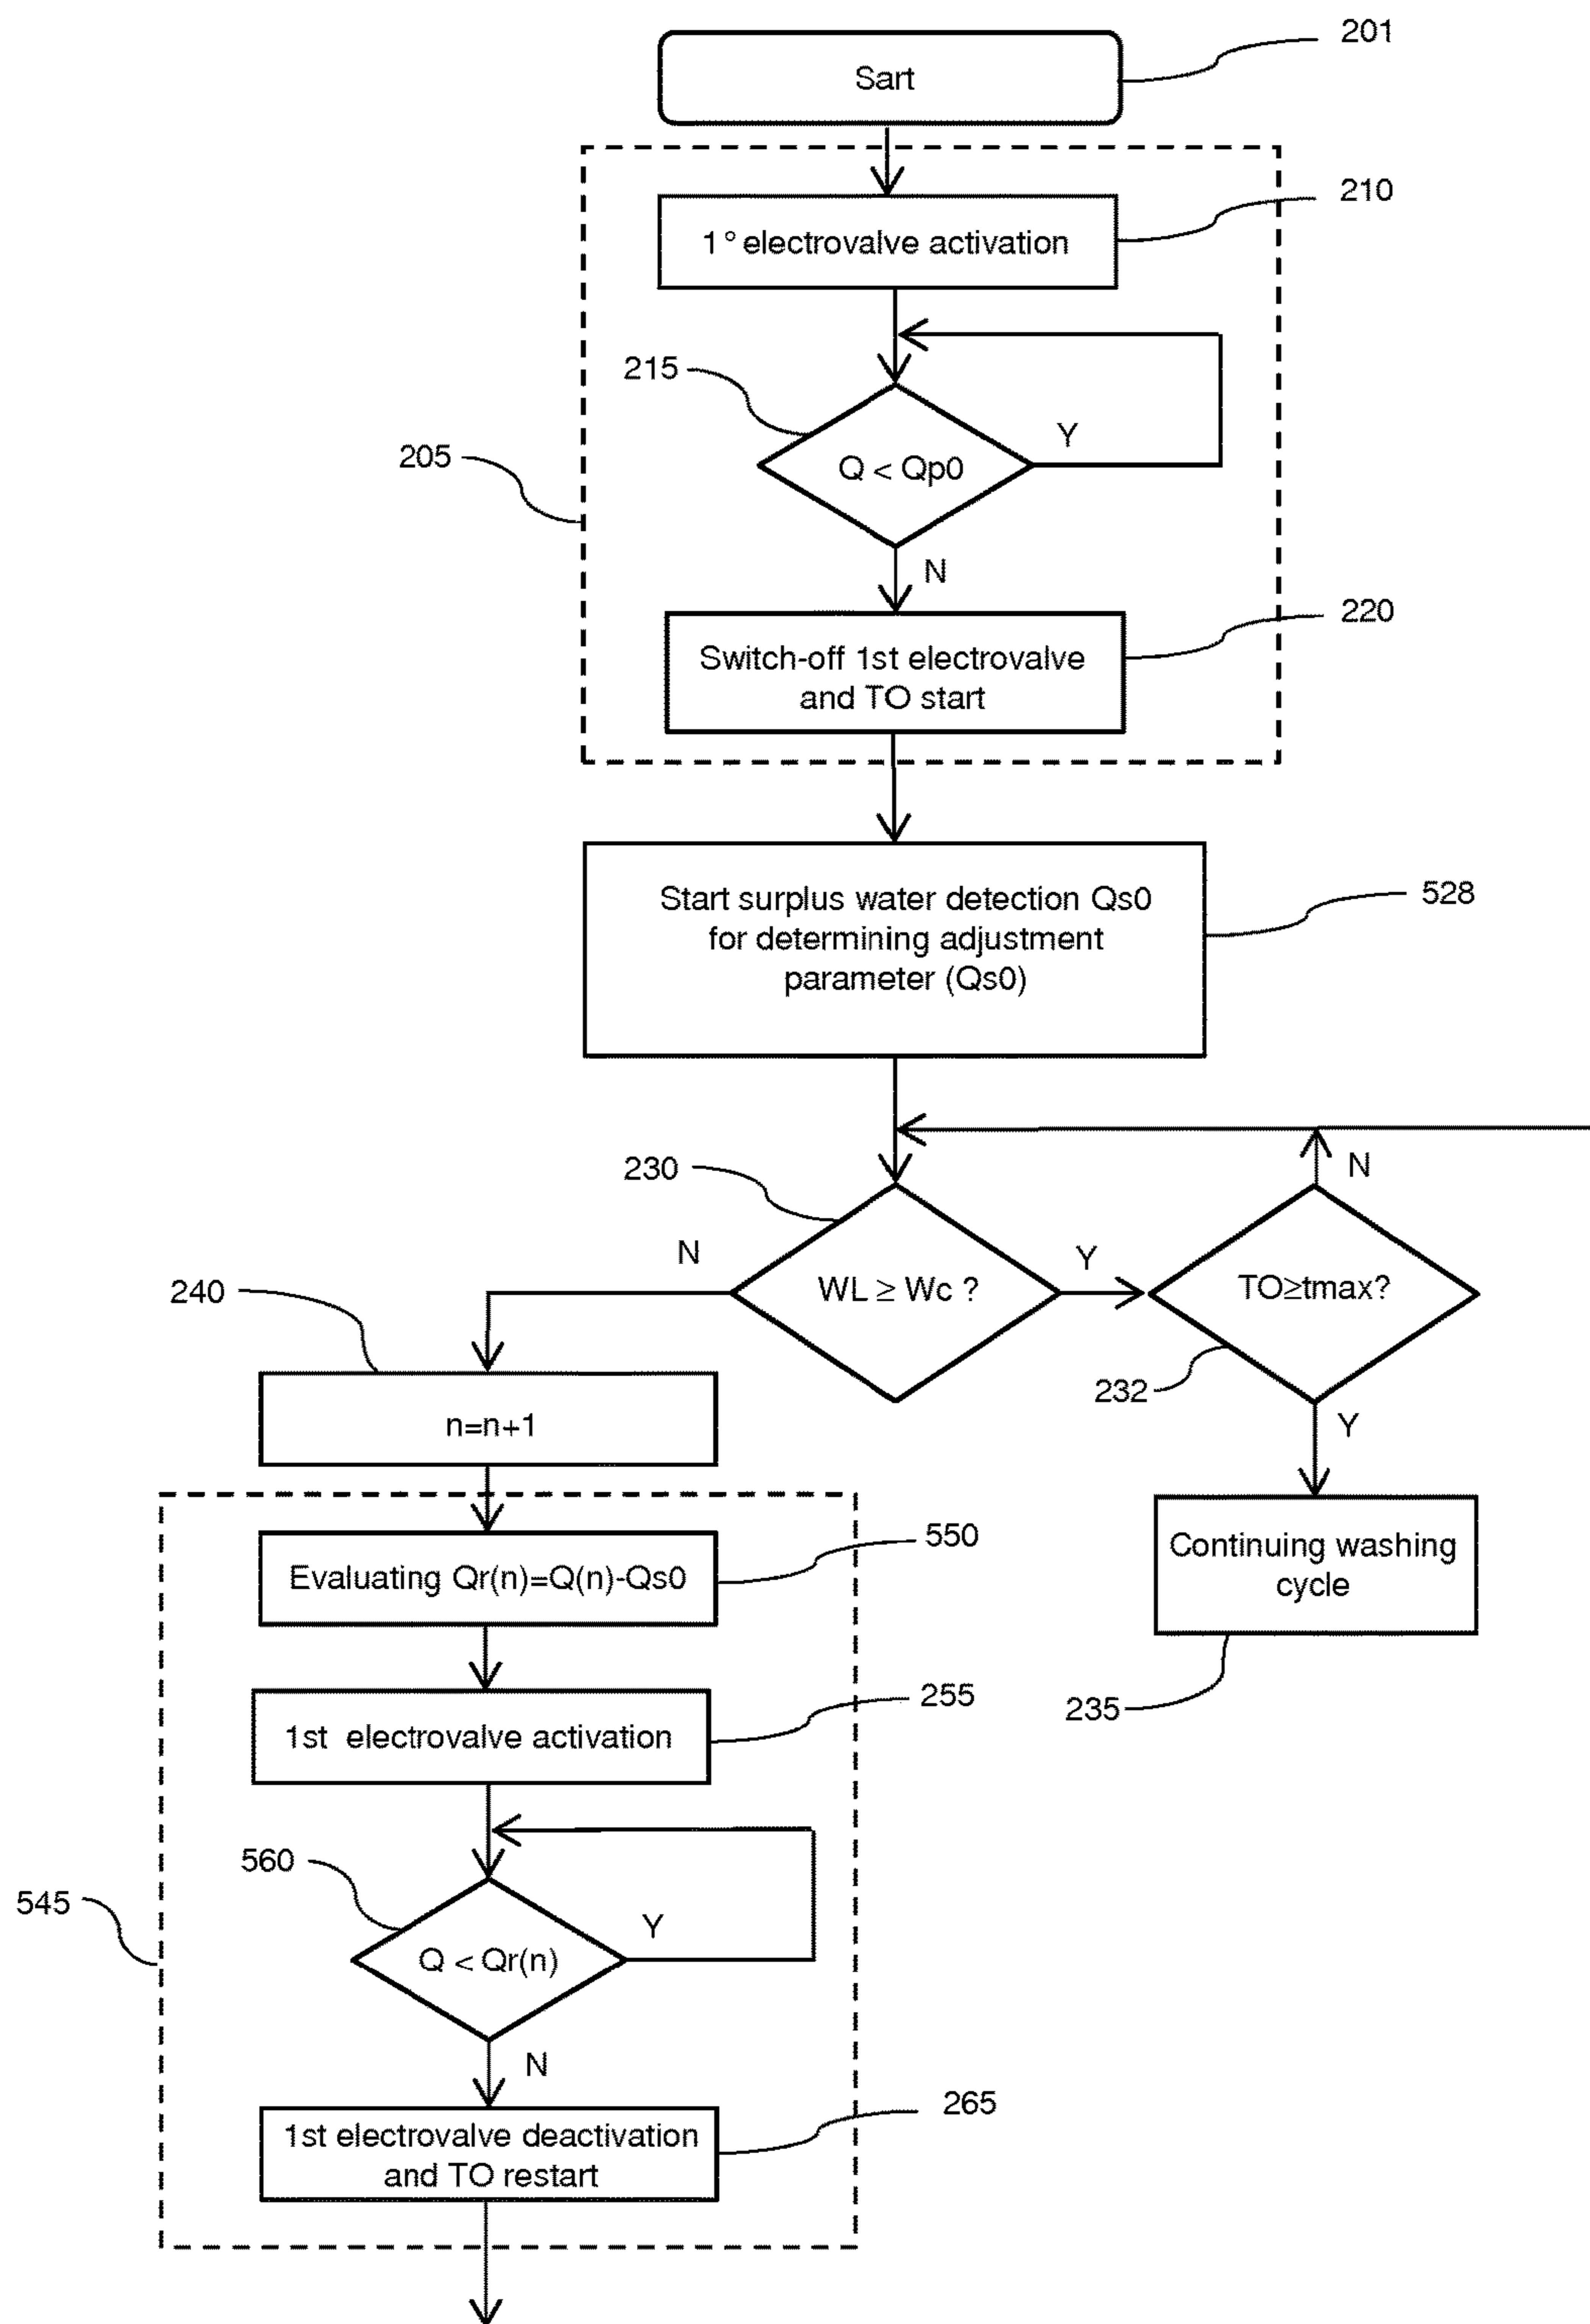 201
Sart
210
1° electrovalve activation
215
Y
205
Q < Qp0
N
220
Switch-off 1st electrovalve
and TO start
528
Start surplus water detection Qs0
for determining adjustment
parameter (Qs0)
230
N
N
Y
240
WL ≥ Wc ?
TO≥tmax?
232
n=n+1
Y
550
Continuing washing
cycle
Evaluating Qr(n)=Q(n)-Qs0
255
235
1st electrovalve activation
560
545
Y
Q < Qr(n)
N
265
1st electrovalve deactivation
and TO restart